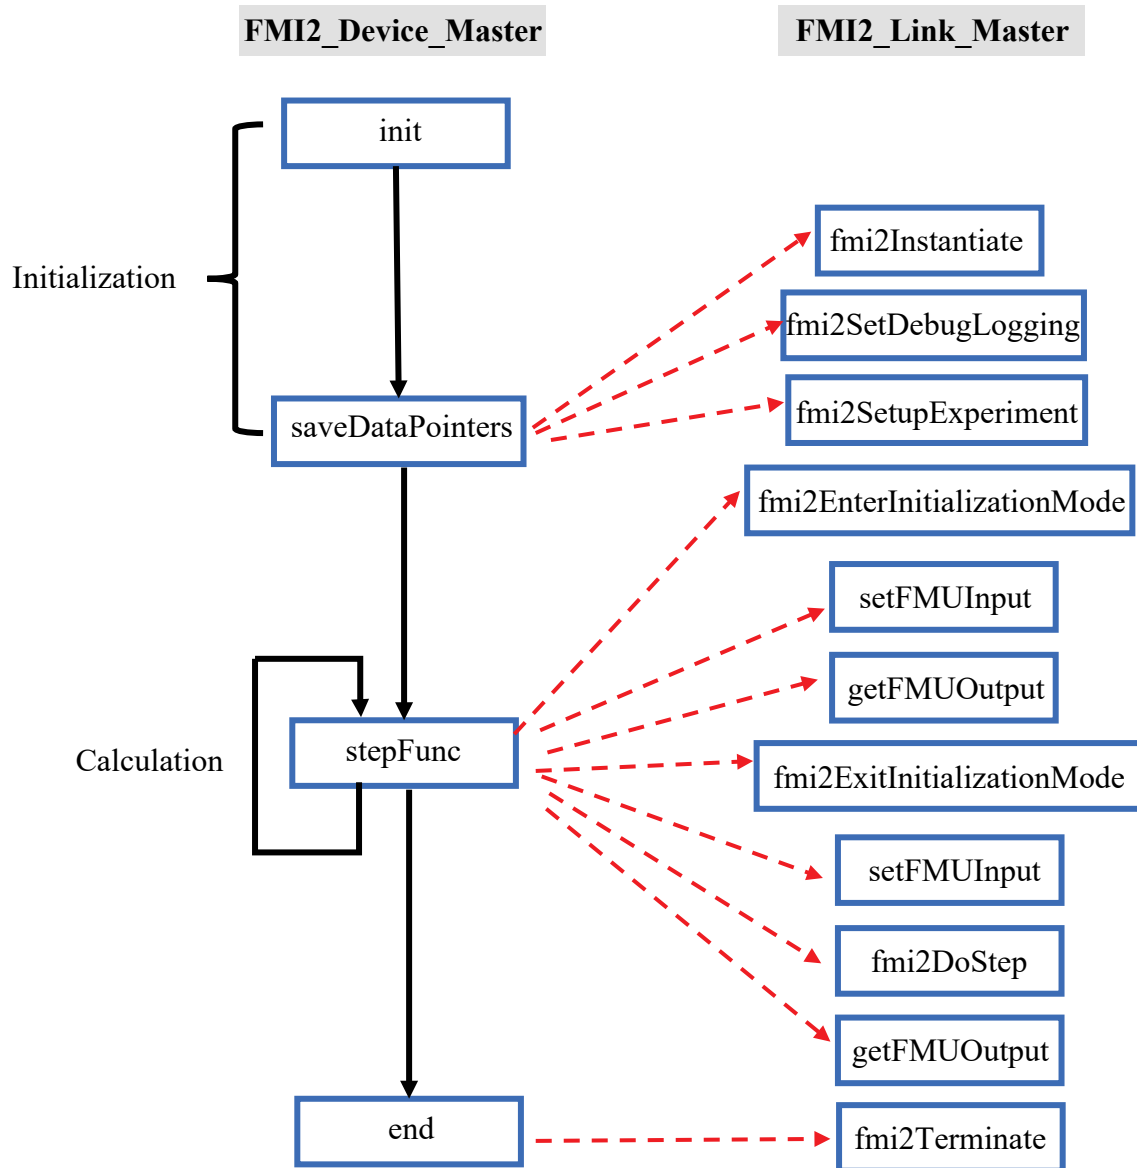 FMI2_Device_Master
FMI2_Link_Master
init
fmi2Instantiate
Initialization
fmi2SetDebugLogging
fmi2SetupExperiment
saveDataPointers
fmi2EnterInitializationMode
setFMUInput
getFMUOutput
stepFunc
Calculation
fmi2ExitInitializationMode
setFMUInput
fmi2DoStep
getFMUOutput
end
fmi2Terminate